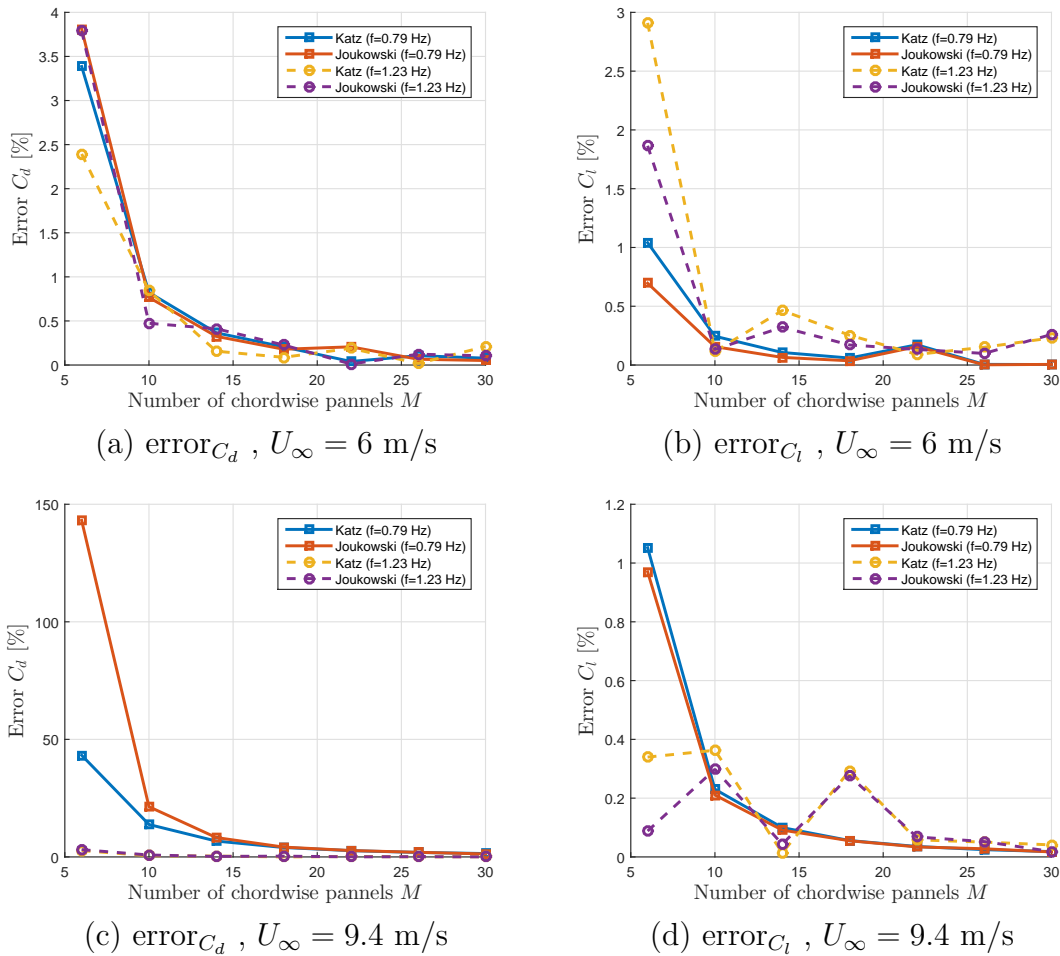 4
3.5
3
2.5
2
1.5
1
0.5
0
5 10 15 20 25 30
Error $C_d$ [%]
Number of chordwise pannels $M$
Katz (f=0.79 Hz)
Joukowski (f=0.79 Hz)
Katz (f=1.23 Hz)
Joukowski (f=1.23 Hz)
(a) error$_{C_d}$ , $U_\infty = 6$ m/s
3
2.5
2
1.5
1
0.5
0
5 10 15 20 25 30
Error $C_l$ [%]
Number of chordwise pannels $M$
Katz (f=0.79 Hz)
Joukowski (f=0.79 Hz)
Katz (f=1.23 Hz)
Joukowski (f=1.23 Hz)
(b) error$_{C_l}$ , $U_\infty = 6$ m/s
150
100
50
0
5 10 15 20 25 30
Error $C_d$ [%]
Number of chordwise pannels $M$
Katz (f=0.79 Hz)
Joukowski (f=0.79 Hz)
Katz (f=1.23 Hz)
Joukowski (f=1.23 Hz)
(c) error$_{C_d}$ , $U_\infty = 9.4$ m/s
1.2
1
0.8
0.6
0.4
0.2
0
5 10 15 20 25 30
Error $C_l$ [%]
Number of chordwise pannels $M$
Katz (f=0.79 Hz)
Joukowski (f=0.79 Hz)
Katz (f=1.23 Hz)
Joukowski (f=1.23 Hz)
(d) error$_{C_l}$ , $U_\infty = 9.4$ m/s